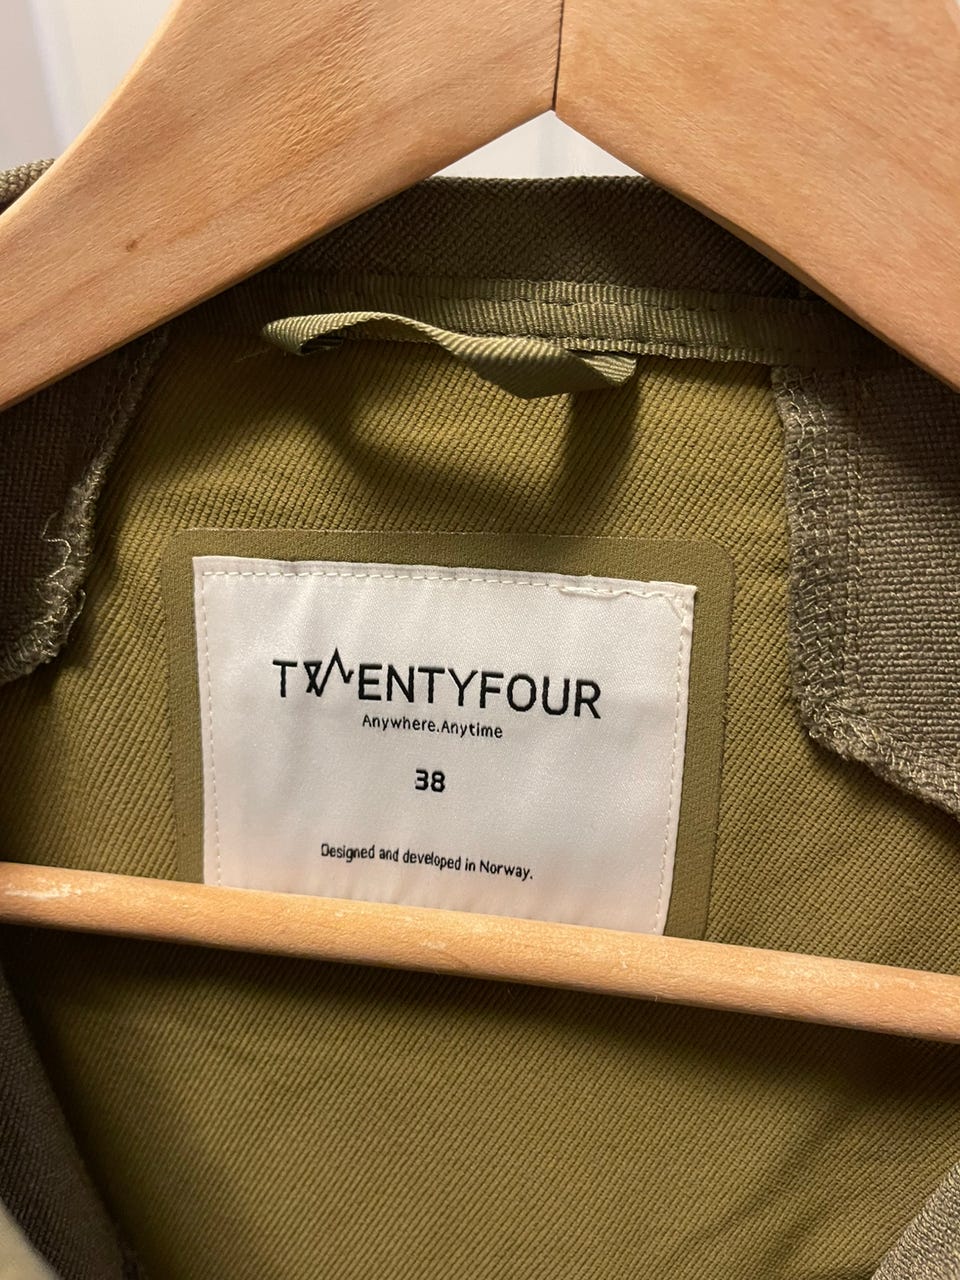 TWENTYFOUR
Anywhere.Anytime
38
Designed and developed in Norway.